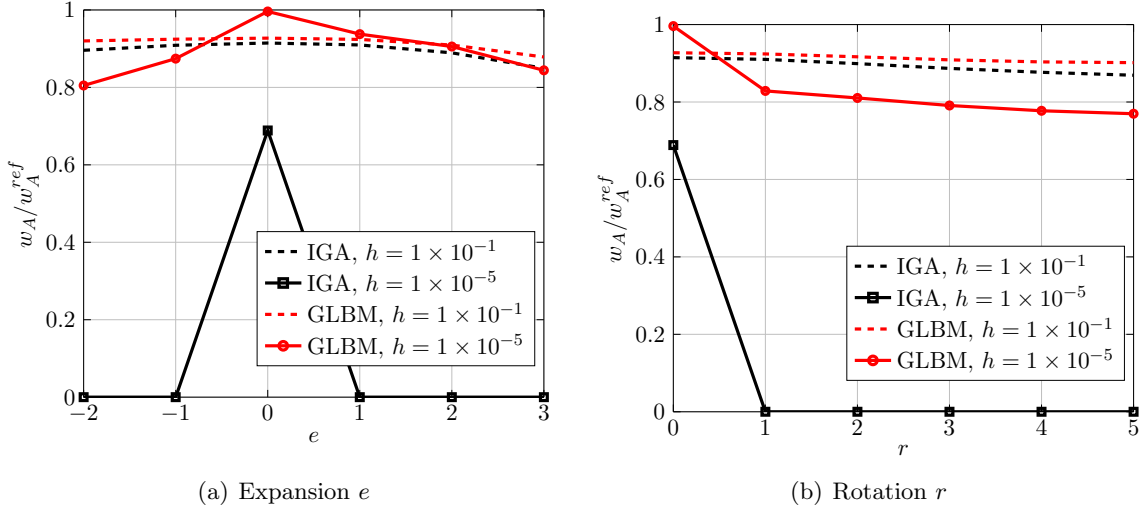 1
0.8
0.6
0.4
0.2
0
−2
−1
0
1
2
3
e
w_A/w_A^{ref}
IGA, h = 1 × 10^{−1}
IGA, h = 1 × 10^{−5}
GLBM, h = 1 × 10^{−1}
GLBM, h = 1 × 10^{−5}
(a) Expansion e
1
0.8
0.6
0.4
0.2
0
0
1
2
3
4
5
r
w_A/w_A^{ref}
IGA, h = 1 × 10^{−1}
IGA, h = 1 × 10^{−5}
GLBM, h = 1 × 10^{−1}
GLBM, h = 1 × 10^{−5}
(b) Rotation r